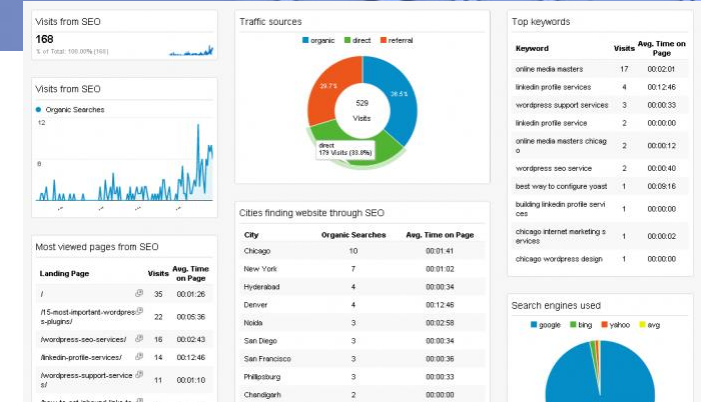 Visits from SEO
168
% of Total: 100.00% (168)
Visits from SEO
Organic Searches
12
6
Most viewed pages from SEO
Landing Page Visits Avg. Time on Page
/ 35 00:01:26
/15-most-important-wordpres
s-plugins/ 22 00:05:36
/wordpress-seo-services/ 16 00:02:43
/linkedin-profile-services/ 14 00:12:46
/wordpress-support-service
s/ 11 00:01:10
Traffic sources
organic direct referral
36.5%
529
Visits
direct
179 Visits (33.8%)
Cities finding website through SEO
City Organic Searches Avg. Time on Page
Chicago 10 00:01:41
New York 7 00:01:02
Hyderabad 4 00:00:34
Denver 4 00:12:46
Noida 3 00:02:58
San Diego 3 00:00:34
San Francisco 3 00:00:36
Phillipsburg 3 00:00:33
Chandigarh 2 00:00:00
Top keywords
Keyword Visits Avg. Time on
Page
online media masters 17 00:02:01
linkedin profile services 4 00:12:46
wordpress support services 3 00:00:33
linkedin profile service 2 00:00:00
online media masters chicag
o 2 00:00:12
wordpress seo service 2 00:00:40
best way to configure yoast 1 00:09:16
building linkedin profile servi
ces 1 00:00:00
chicago internet marketing s
ervices 1 00:00:02
chicago wordpress design 1 00:00:00
Search engines used
google bing yahoo avg